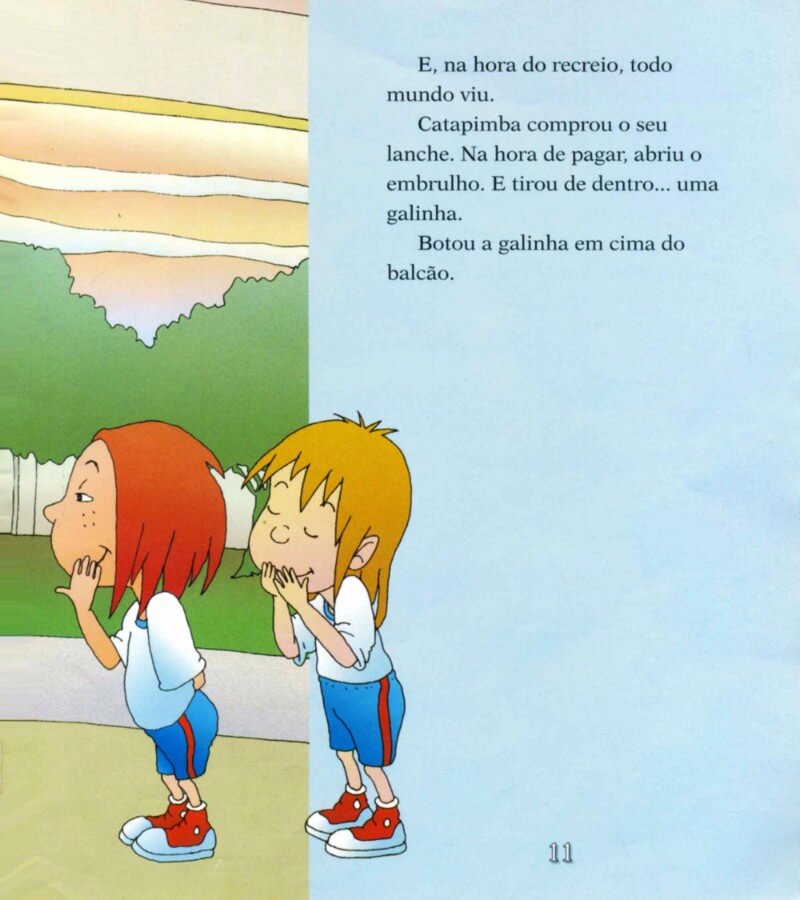 E, na hora do recreio, todo
mundo viu.
Catapimba comprou o seu
lanche. Na hora de pagar, abriu o
embrulho. E tirou de dentro... uma
galinha.
Botou a galinha em cima do
balcão.
11